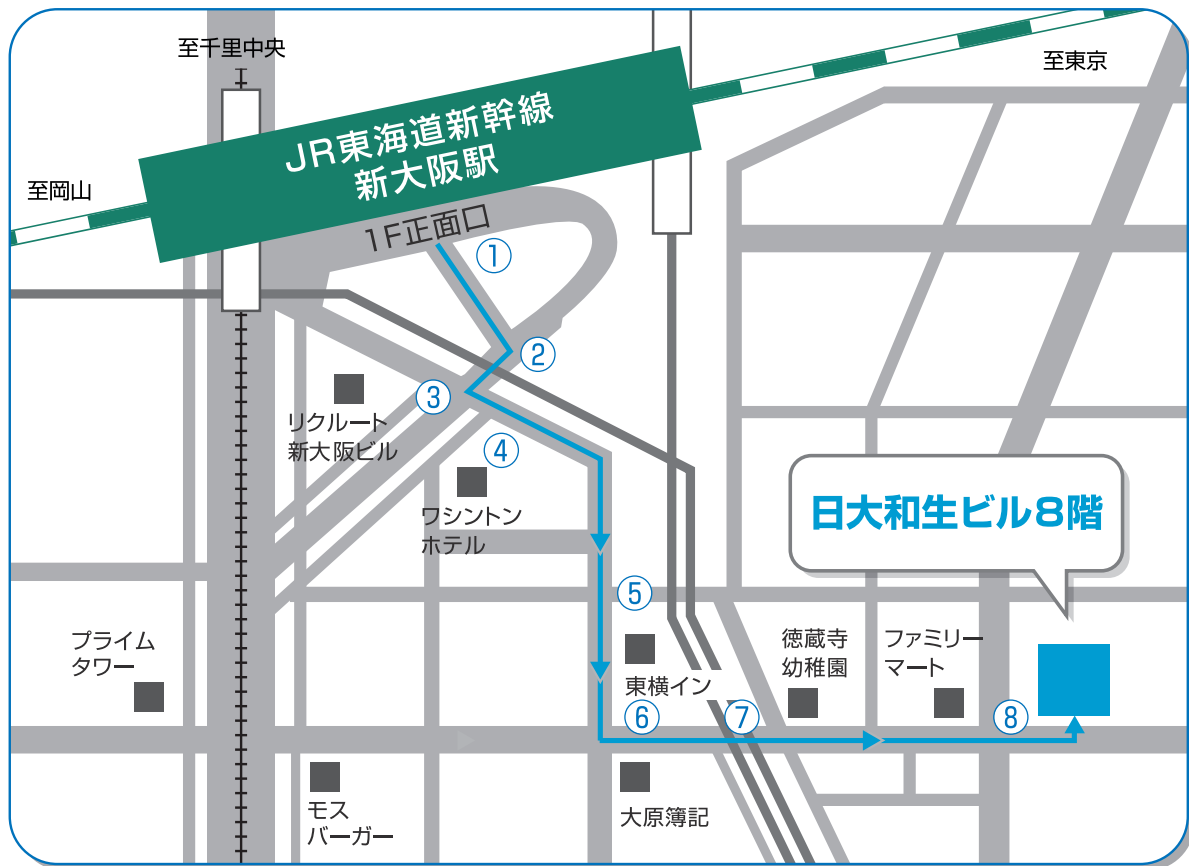 至千里中央
至東京
JR東海道新幹線
新大阪駅
至岡山
1F正面口
①
②
③
リクルート
新大阪ビル
④
ワシントン
ホテル
日大和生ビル8階
⑤
プライム
タワー
東横イン
徳蔵寺
幼稚園
ファミリー
マート
⑥
⑦
⑧
モス
バーガー
大原簿記